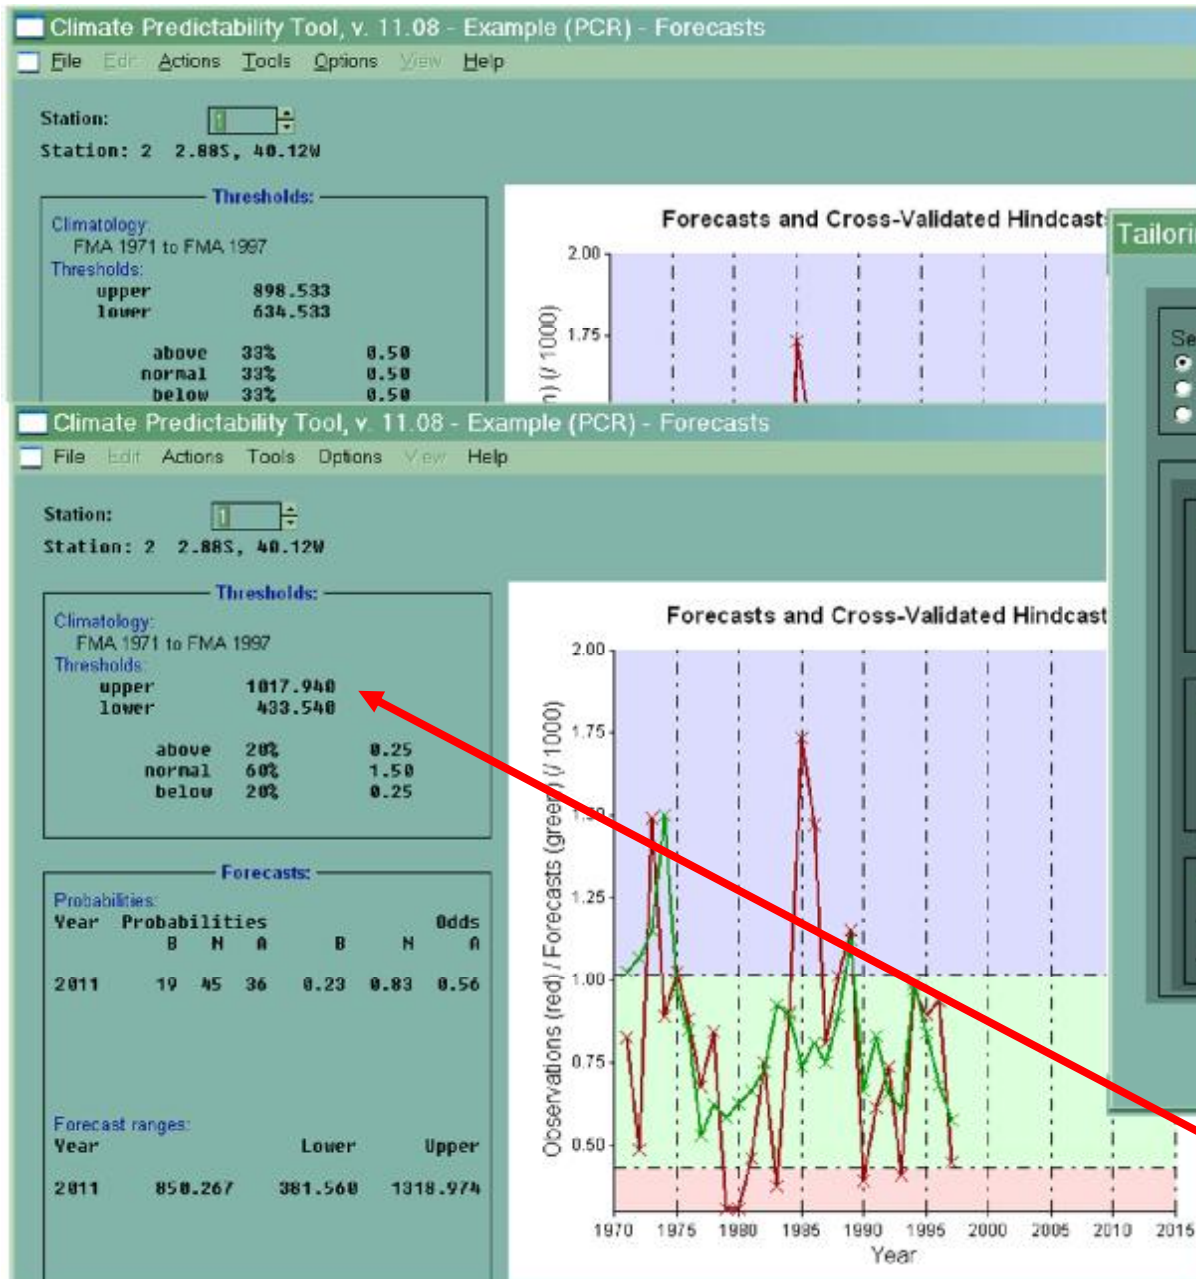 Climate Predictability Tool, v. 11.08 - Example (PCR) - Forecasts
File Edit Actions Tools Options View Help
Station: 1
Station: 2 2.88S, 40.12W
Thresholds:
Climatology:
FMA 1971 to FMA 1997
Thresholds:
upper 898.533
lower 634.533
above 33% 0.50
normal 33% 0.50
below 33% 0.50
Forecasts and Cross-Validated Hindcasts
2.00
1.75
(/ 1000)
Climate Predictability Tool, v. 11.08 - Example (PCR) - Forecasts
File Edit Actions Tools Options View Help
Station: 1
Station: 2 2.88S, 40.12W
Thresholds:
Climatology:
FMA 1971 to FMA 1997
Thresholds:
upper 1017.940
lower 433.540
above 20% 0.25
normal 60% 1.50
below 20% 0.25
Forecasts:
Probabilities:
Year Probabilities Odds
B N A B N A
2011 19 45 36 0.23 0.83 0.56
Forecast ranges:
Year Lower Upper
2011 850.267 381.560 1318.974
Forecasts and Cross-Validated Hindcast
Observations (red) / Forecasts (green) (/ 1000)
2.00
1.75
1.50
1.25
1.00
0.75
0.50
1970 1975 1980 1985 1990 1995 2000 2005 2010 2015
Year